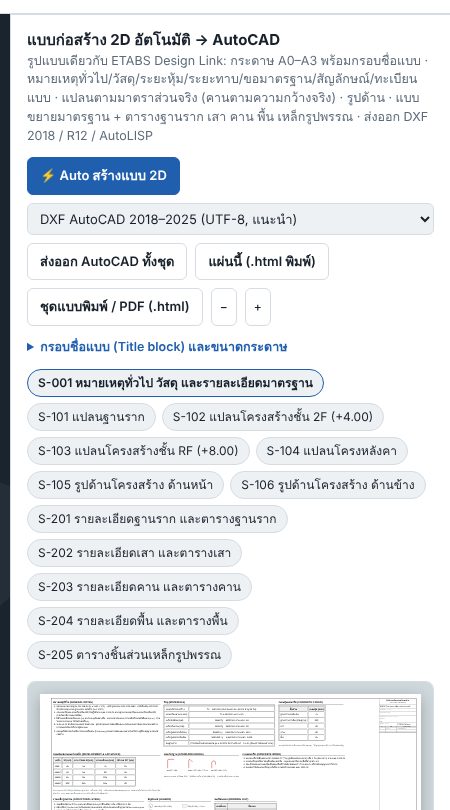 แบบก่อสร้าง 2D อัตโนมัติ → AutoCAD
รูปแบบเดียวกับ ETABS Design Link: กระดาษ A0–A3 พร้อมกรอบชื่อแบบ ·
หมายเหตุทั่วไป/วัสดุ/ระยะหุ้ม/ระยะทาบ/ขอมาตรฐาน/สัญลักษณ์/ทะเบียน
แบบ · แปลนตามมาตราส่วนจริง (คานตามความกว้างจริง) · รูปด้าน · แบบ
ขยายมาตรฐาน + ตารางฐานราก เสา คาน พื้น เหล็กรูปพรรณ · ส่งออก DXF
2018 / R12 / AutoLISP
⚡ Auto สร้างแบบ 2D
DXF AutoCAD 2018–2025 (UTF-8, แนะนำ)
ส่งออก AutoCAD ทั้งชุด แผ่นนี้ (.html พิมพ์)
ชุดแบบพิมพ์ / PDF (.html) − +
▶ กรอบชื่อแบบ (Title block) และขนาดกระดาษ
S-001 หมายเหตุทั่วไป วัสดุ และรายละเอียดมาตรฐาน
S-101 แปลนฐานราก S-102 แปลนโครงสร้างชั้น 2F (+4.00)
S-103 แปลนโครงสร้างชั้น RF (+8.00) S-104 แปลนโครงหลังคา
S-105 รูปด้านโครงสร้าง ด้านหน้า S-106 รูปด้านโครงสร้าง ด้านข้าง
S-201 รายละเอียดฐานราก และตารางฐานราก
S-202 รายละเอียดเสา และตารางเสา
S-203 รายละเอียดคาน และตารางคาน
S-204 รายละเอียดพื้น และตารางพื้น
S-205 ตารางชิ้นส่วนเหล็กรูปพรรณ